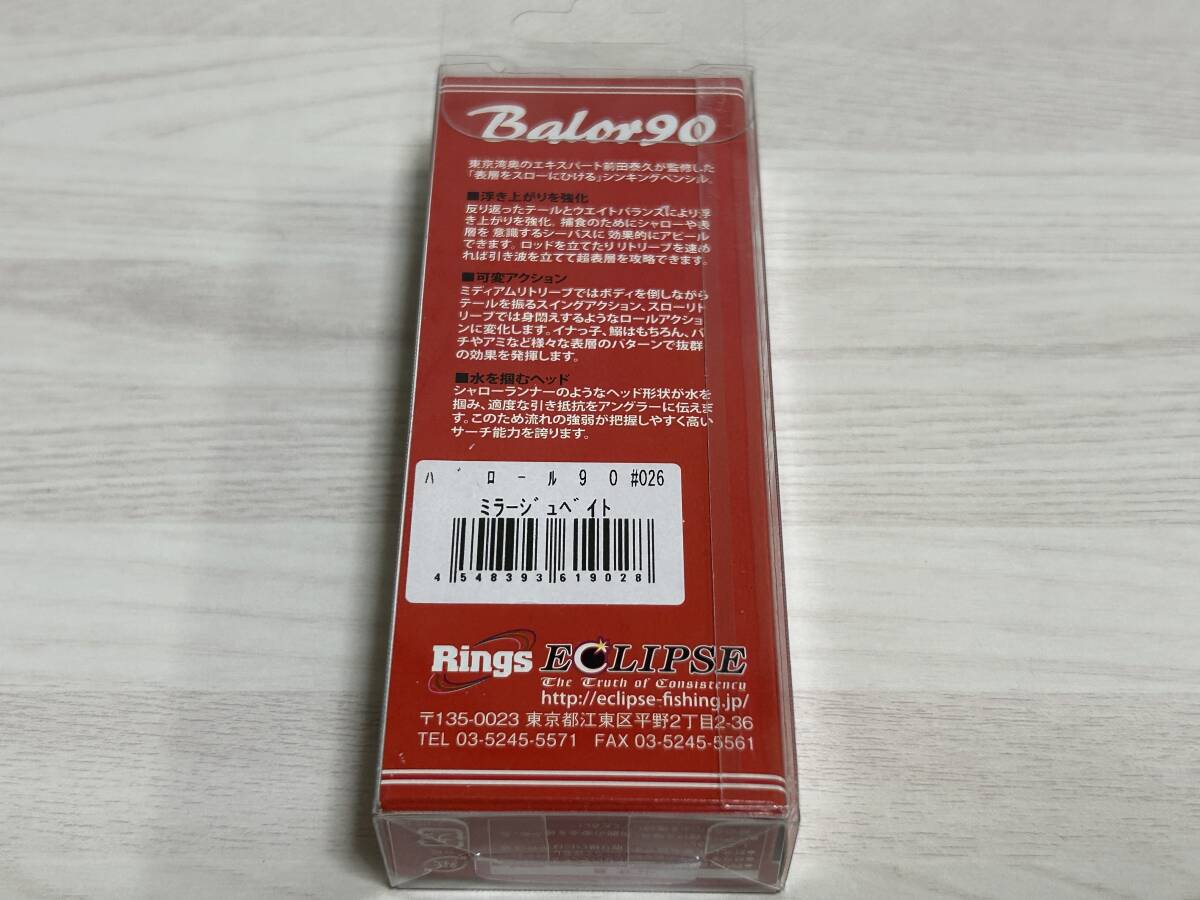 Balor90
東京湾奥のエキスパート前田泰久が監修した
「表層をスローにひける」シンキングペンシル。
■浮き上がりを強化
反り返ったテールとウエイトバランスにより浮
き上がりを強化。捕食のためにシャローや表
層を意識するシーバスに効果的にアピール
できます。ロッドを立てたりリトリーブを速め
れば引き波を立てて超表層を攻略できます。
■可変アクション
ミディアムリトリーブではボディを倒しながら
テールを振るスイングアクション、スローリト
リーブでは身悶えするようなロールアクショ
ンに変化します。イナっ子、鰯はもちろん、バ
チやアミなど様々な表層のパターンで抜群
の効果を発揮します。
■水を掴むヘッド
シャローランナーのようなヘッド形状が水を
掴み、適度な引き抵抗をアングラーに伝えま
す。このため流れの強弱が把握しやすく高い
サーチ能力を誇ります。
ハ゛ロール90 #026
ミラージュベイト
4 548393 619028
Rings ECLIPSE
The Truth of Consistency
http://eclipse-fishing.jp/
〒135-0023 東京都江東区平野2丁目2-36
TEL 03-5245-5571 FAX 03-5245-5561